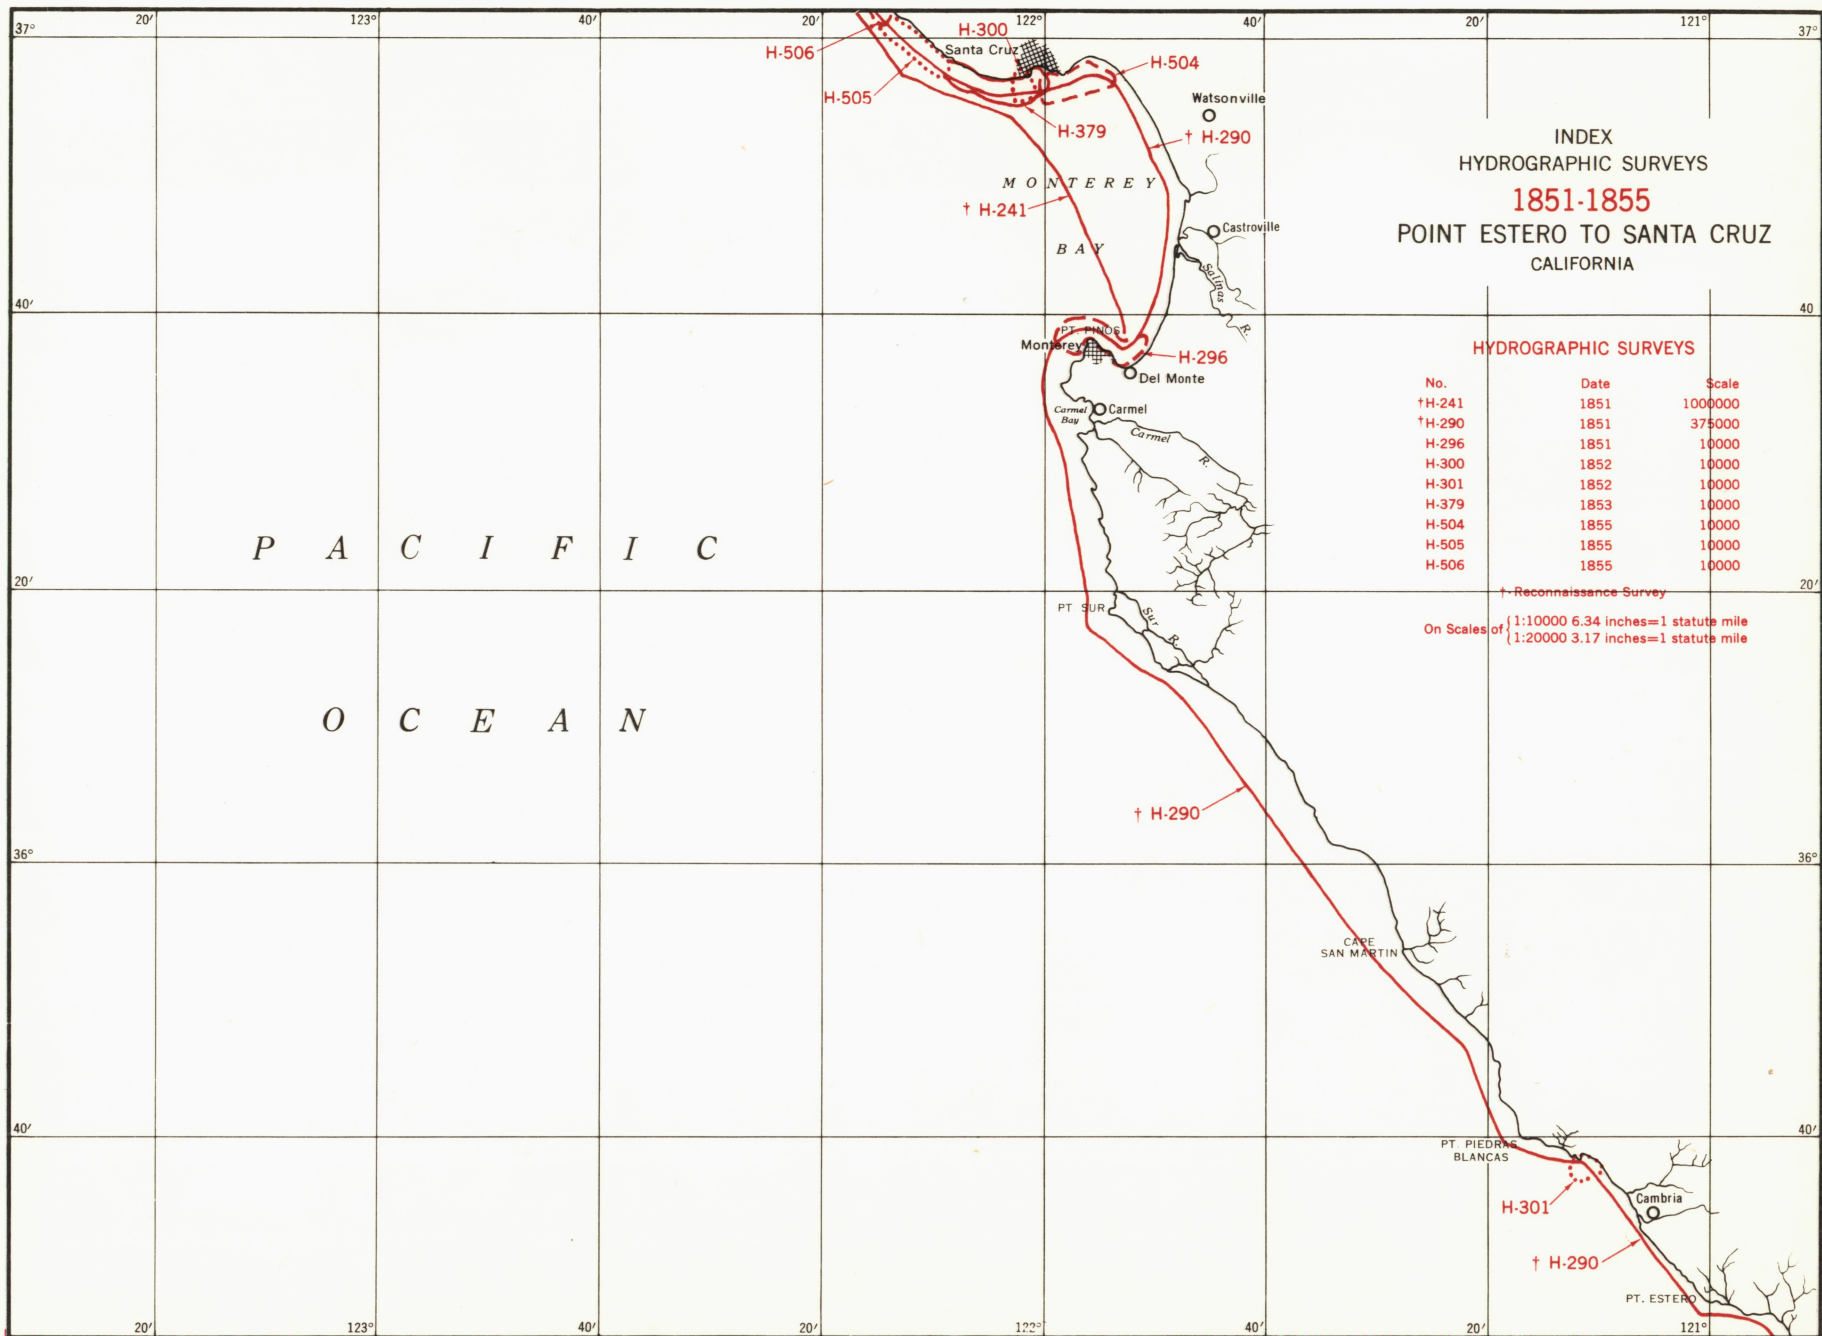 20′ 123° 40′ 20′ 122° 40′ 20′ 121°
37° 37°
H-300
Santa Cruz
H-506
H-504
H-505
Watsonville
H-379
† H-290
MONTEREY
† H-241
Castroville
BAY
Salinas
R.
INDEX
HYDROGRAPHIC SURVEYS
1851-1855
POINT ESTERO TO SANTA CRUZ
CALIFORNIA
40′ 40
PT. PINOS
Monterey
H-296
Del Monte
Carmel
Carmel
Bay
Carmel
R.
HYDROGRAPHIC SURVEYS
No. Date Scale
†H-241 1851 1000000
†H-290 1851 375000
H-296 1851 10000
H-300 1852 10000
H-301 1852 10000
H-379 1853 10000
H-504 1855 10000
H-505 1855 10000
H-506 1855 10000
†-Reconnaissance Survey
On Scales of { 1:10000 6.34 inches=1 statute mile
{ 1:20000 3.17 inches=1 statute mile
PACIFIC
20′ 20′
PT SUR
Sur
R.
OCEAN
† H-290
36° 36°
CAPE
SAN MARTIN
40′ 40′
PT. PIEDRAS
BLANCAS
H-301
Cambria
† H-290
PT. ESTERO
20′ 123° 40′ 20′ 122° 40′ 20′ 121°